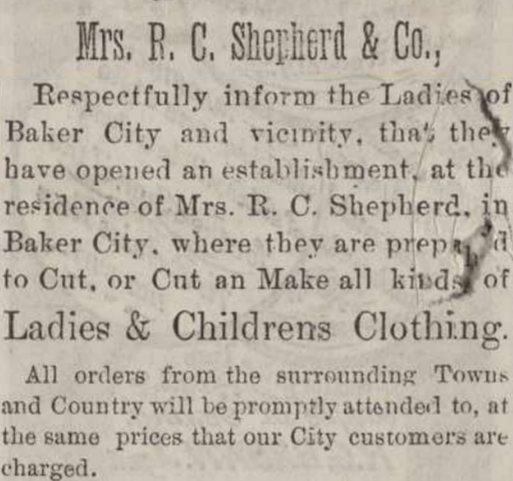 Mrs. R. C. Shepherd & Co.,
Respectfully inform the Ladies of
Baker City and vicinity, that they
have opened an establishment, at the
residence of Mrs. R. C. Shepherd, in
Baker City, where they are prepared
to Cut, or Cut an Make all kinds of
Ladies & Childrens Clothing.
All orders from the surrounding Towns
and Country will be promptly attended to, at
the same prices that our City customers are
charged.